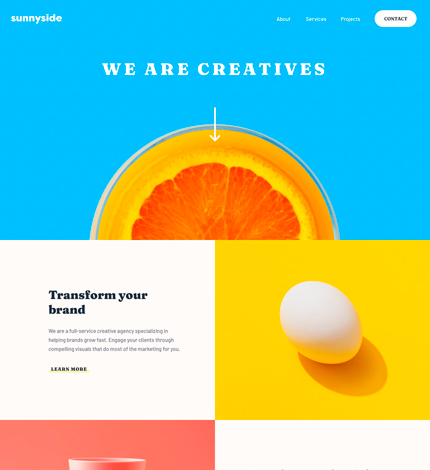 sunnyside
About
Services
Projects
CONTACT
WE ARE CREATIVES
Transform your
brand
We are a full-service creative agency specializing in
helping brands grow fast. Engage your clients through
compelling visuals that do most of the marketing for you.
LEARN MORE